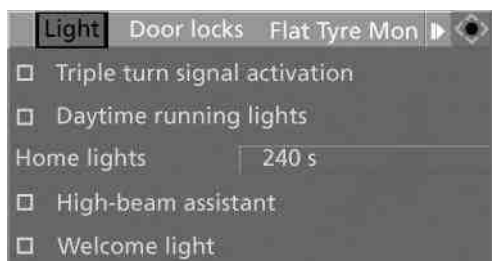 Light Door locks Flat Tyre Mon
Triple turn signal activation
Daytime running lights
Home lights 240 s
High-beam assistant
Welcome light